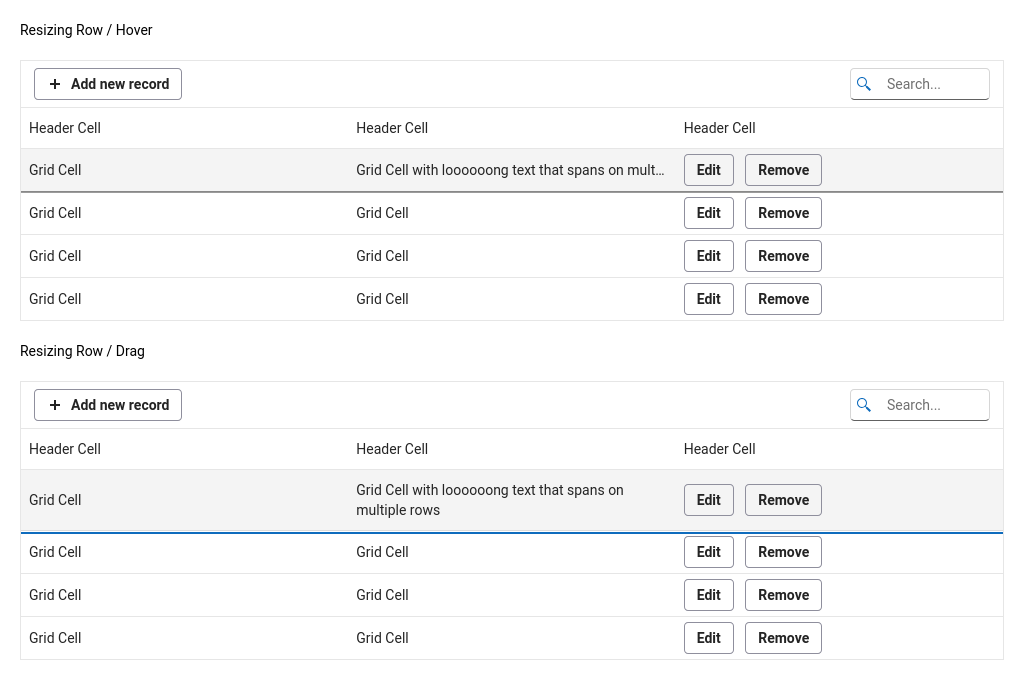 Resizing Row / Hover
Add new record
Search...
Header Cell Header Cell Header Cell
Grid Cell Grid Cell with loooooong text that spans on mult... Edit Remove
Grid Cell Grid Cell Edit Remove
Grid Cell Grid Cell Edit Remove
Grid Cell Grid Cell Edit Remove
Resizing Row / Drag
Add new record
Search...
Header Cell Header Cell Header Cell
Grid Cell Grid Cell with loooooong text that spans on
multiple rows Edit Remove
Grid Cell Grid Cell Edit Remove
Grid Cell Grid Cell Edit Remove
Grid Cell Grid Cell Edit Remove